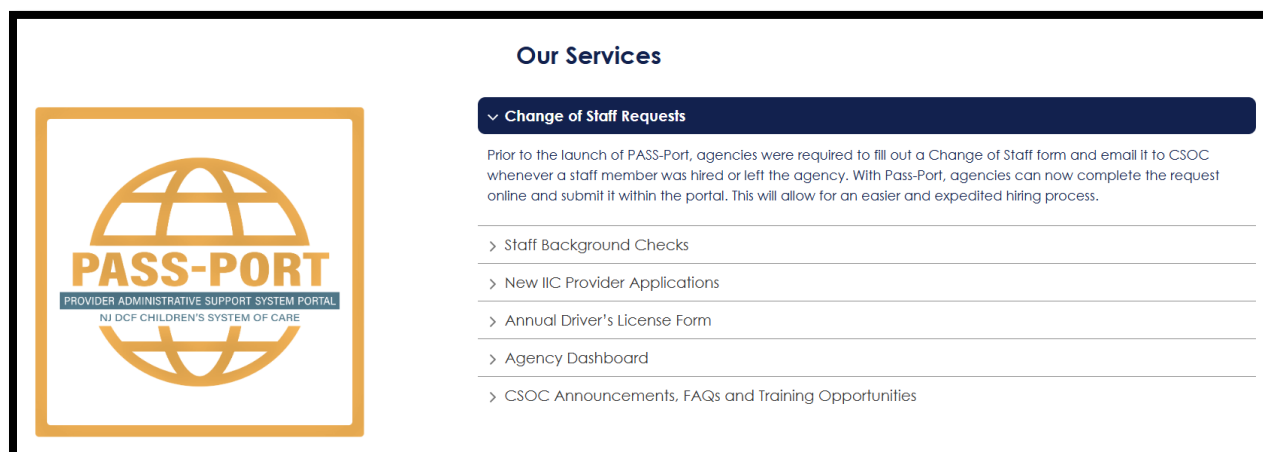 Our Services
Change of Staff Requests
Prior to the launch of PASS-Port, agencies were required to fill out a Change of Staff form and email it to CSOC
whenever a staff member was hired or left the agency. With Pass-Port, agencies can now complete the request
online and submit it within the portal. This will allow for an easier and expedited hiring process.
Staff Background Checks
New IIC Provider Applications
Annual Driver’s License Form
Agency Dashboard
CSOC Announcements, FAQs and Training Opportunities
PASS-PORT
PROVIDER ADMINISTRATIVE SUPPORT SYSTEM PORTAL
NJ DCF CHILDREN'S SYSTEM OF CARE